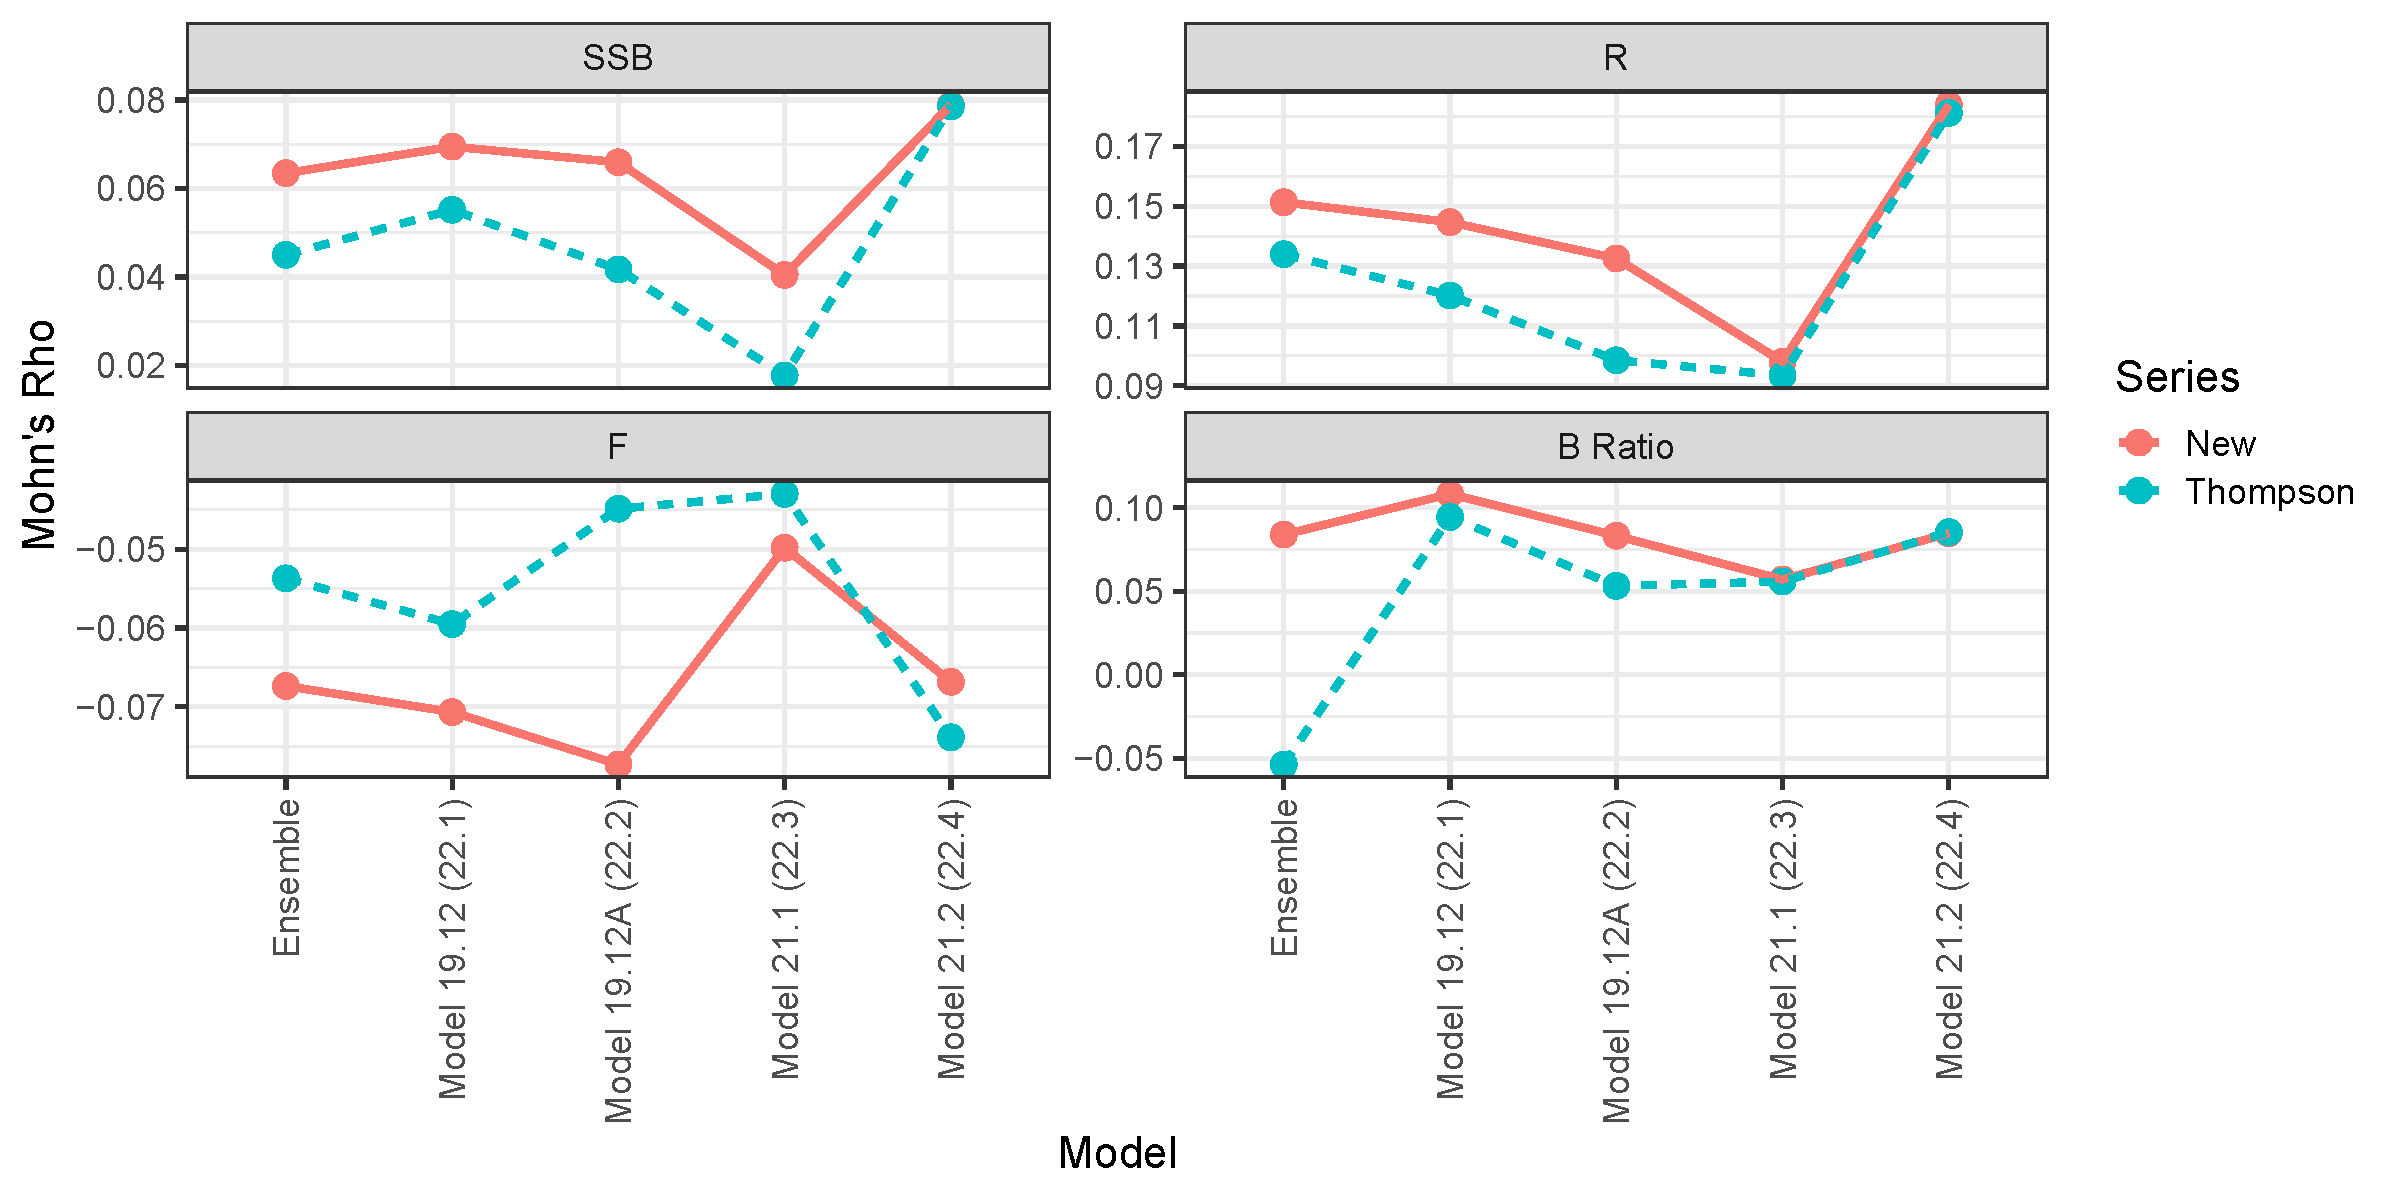 SSB
R
0.08
0.06
0.04
0.02
0.17
0.15
0.13
0.11
0.09
F
B Ratio
−0.05
−0.06
−0.07
0.10
0.05
0.00
−0.05
Mohn's Rho
Ensemble
Model 19.12 (22.1)
Model 19.12A (22.2)
Model 21.1 (22.3)
Model 21.2 (22.4)
Ensemble
Model 19.12 (22.1)
Model 19.12A (22.2)
Model 21.1 (22.3)
Model 21.2 (22.4)
Model
Series
New
Thompson